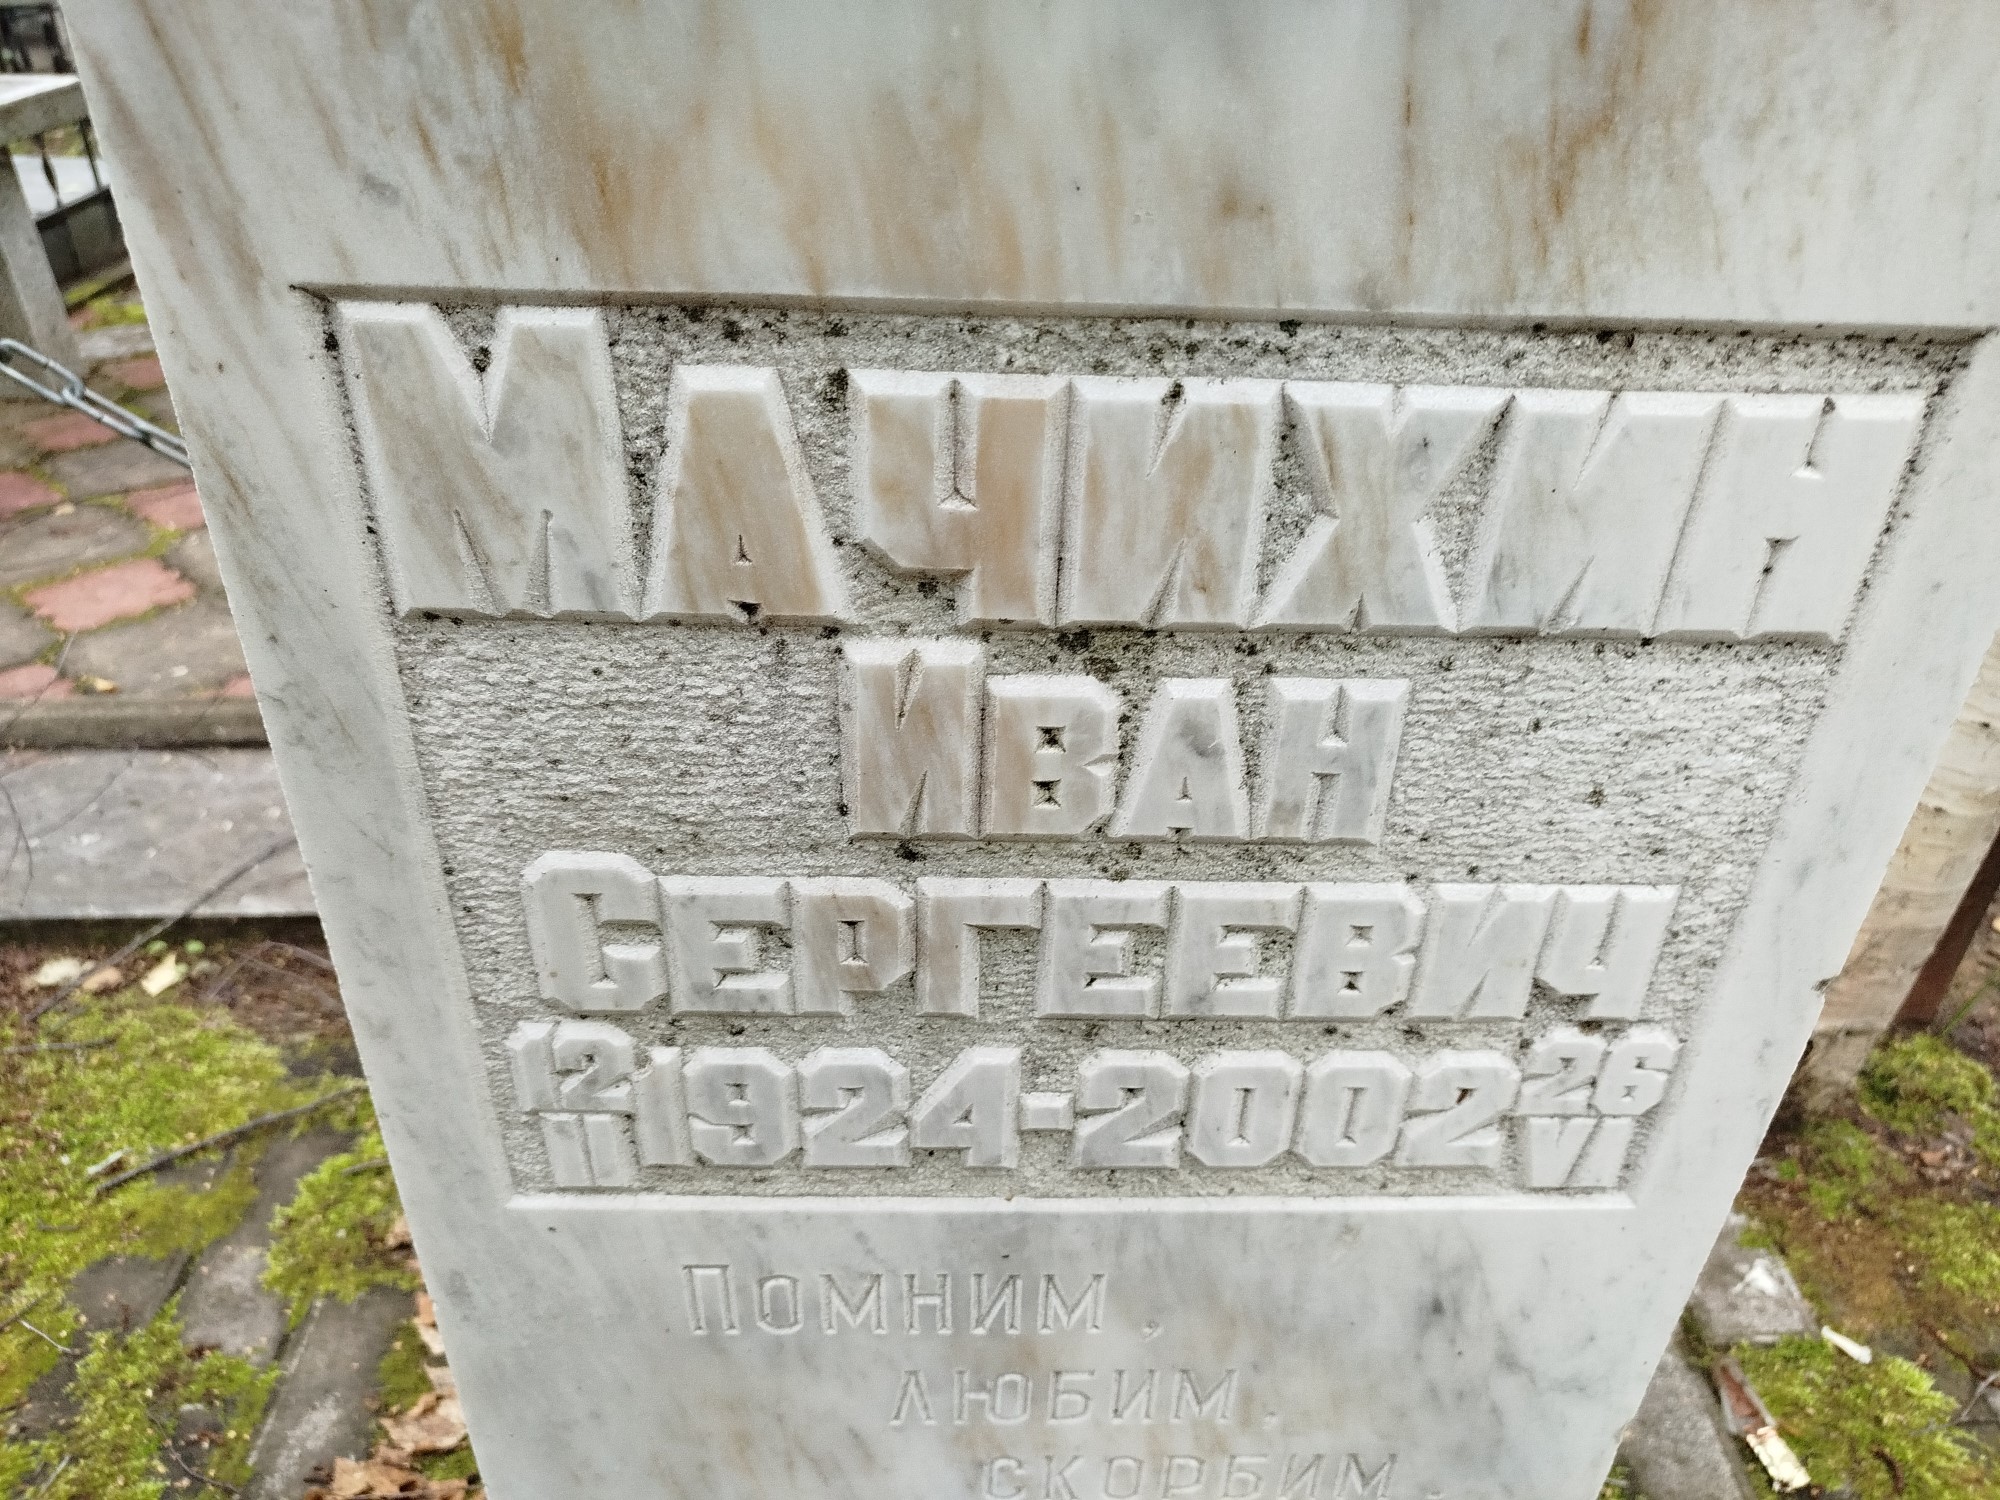 Мачихин
Иван
Сергеевич
12 II 1924-2002 26 VI
Помним,
любим,
скорбим.